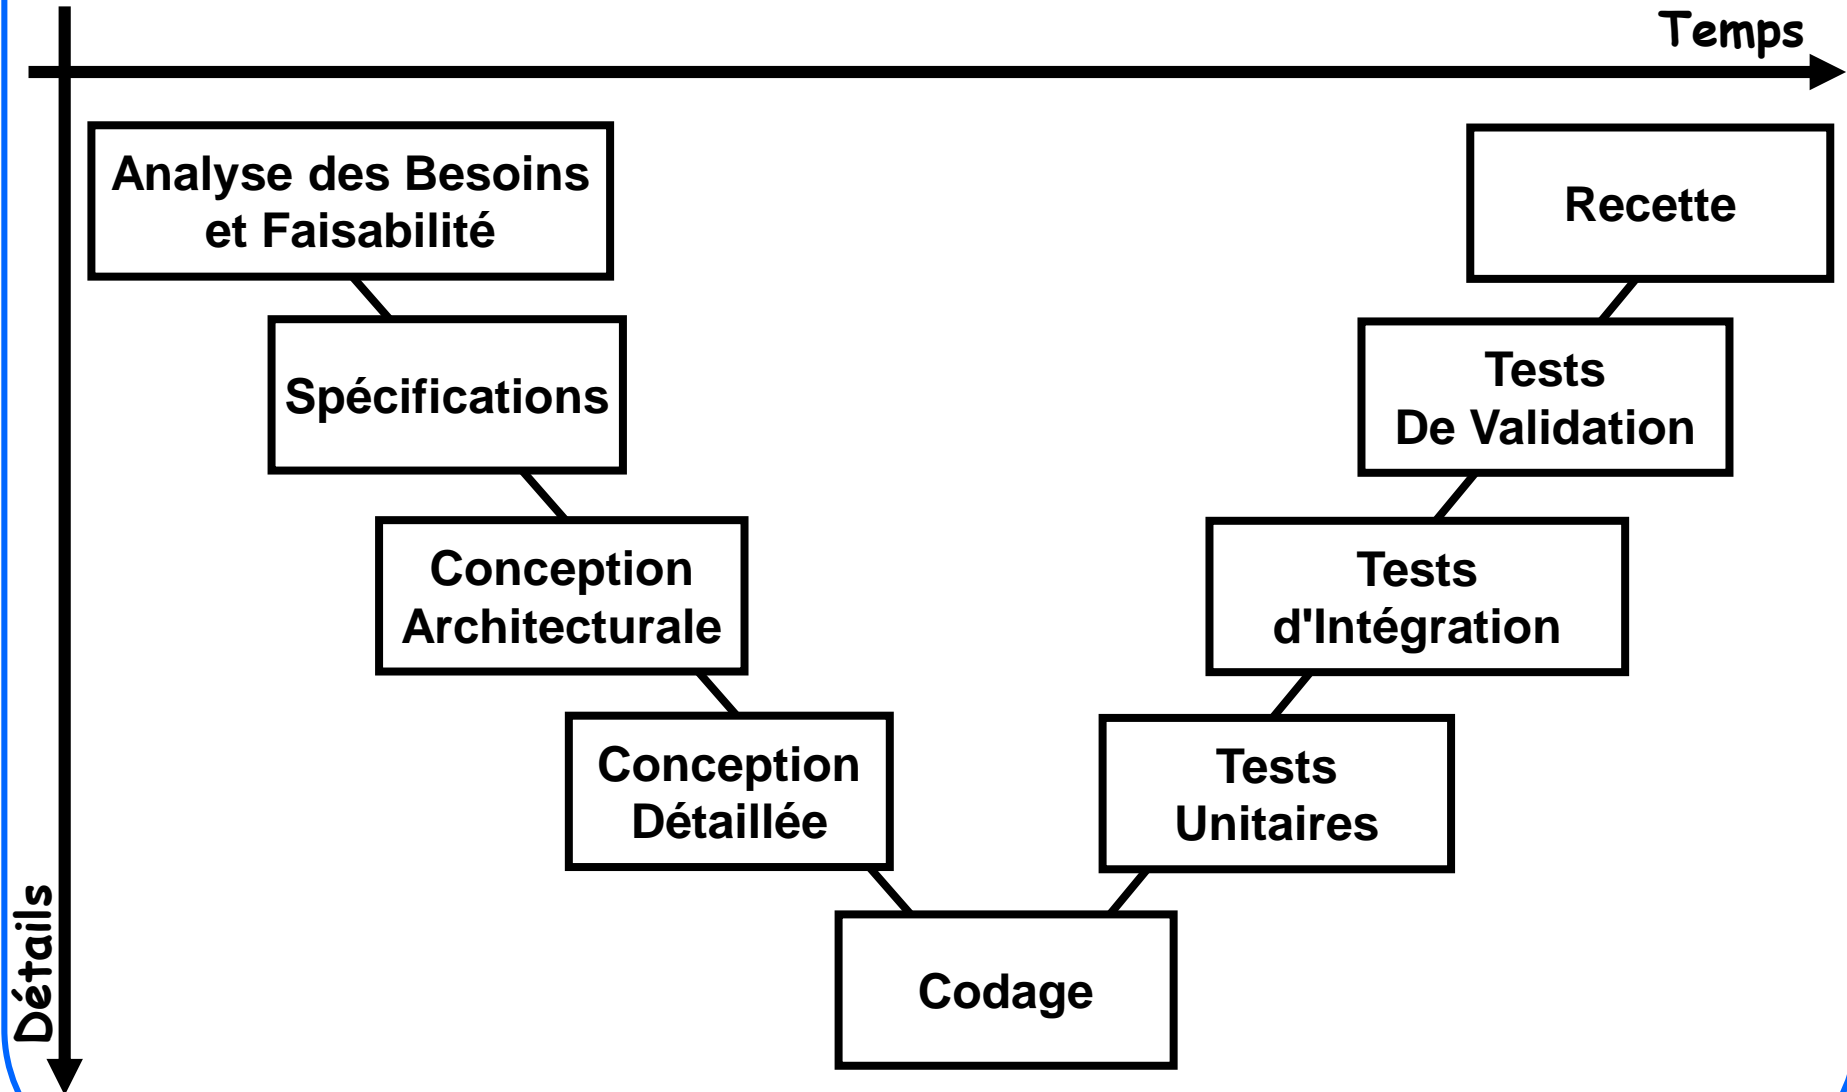 Temps
Analyse des Besoins
et Faisabilité
Recette
Spécifications
Tests
De Validation
Conception
Architecturale
Tests
d'Intégration
Conception
Détaillée
Tests
Unitaires
Codage
Détails